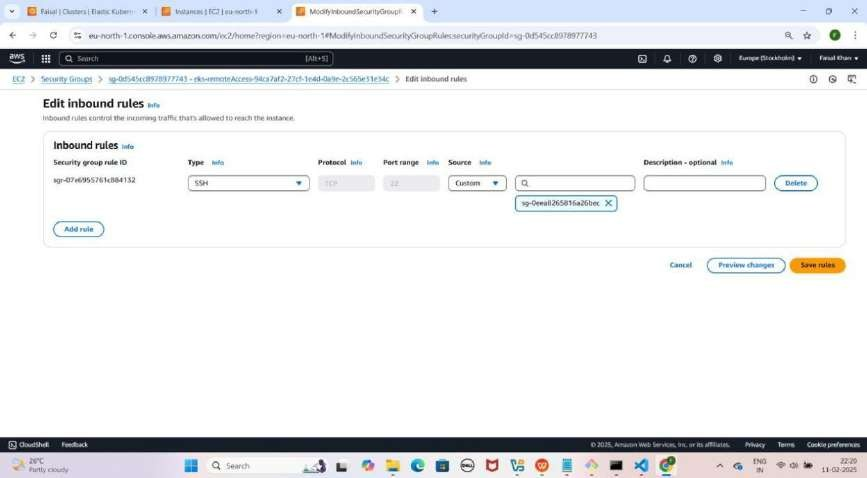 Faisal | Clusters | Elastic Kubern
Instances | EC2 | eu-north-1
ModifyInboundSecurityGroupR
eu-north-1.console.aws.amazon.com/ec2/home?region=eu-north-1#ModifyInboundSecurityGroupRules:securityGroupId=sg-0d545cc8978977743
aws
Search [Alt+S]
Europe (Stockholm)
Faisal Khan
EC2 > Security Groups > sg-0d545cc8978977743 - eks-remoteAccess-94ca7af2-27cf-1e4d-0a9e-2c565e31e34c > Edit inbound rules
Edit inbound rules Info
Inbound rules control the incoming traffic that's allowed to reach the instance.
Inbound rules Info
Security group rule ID Type Info Protocol Info Port range Info Source Info Description - optional Info
sgr-07e6955761c884132 SSH TCP 22 Custom Delete
sg-0eea8265816a26bec
Add rule
Cancel Preview changes Save rules
CloudShell Feedback © 2025, Amazon Web Services, Inc. or its affiliates. Privacy Terms Cookie preferences
26°C
Partly cloudy
Search
DELL
ENG
IN
22:20
11-02-2025